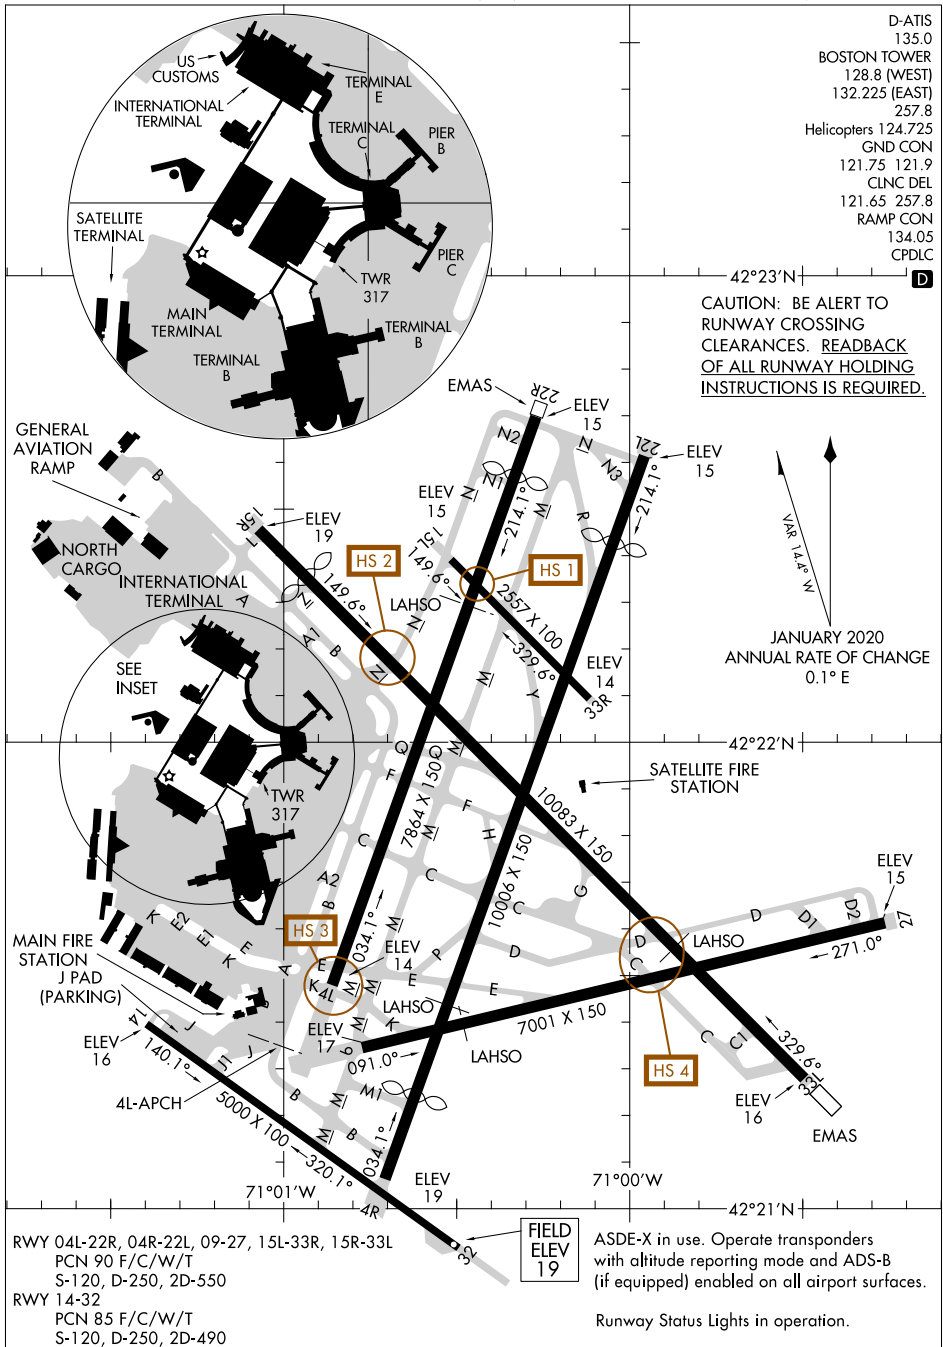 D-ATIS
135.0
BOSTON TOWER
128.8 (WEST)
132.225 (EAST)
257.8
Helicopters 124.725
GND CON
121.75 121.9
CLNC DEL
121.65 257.8
RAMP CON
134.05
CPDLC
D
US
CUSTOMS
TERMINAL
E
INTERNATIONAL
TERMINAL
TERMINAL
C
PIER
B
SATELLITE
TERMINAL
PIER
C
TWR
317
MAIN
TERMINAL
TERMINAL
B
TERMINAL
B
42°23'N
CAUTION: BE ALERT TO
RUNWAY CROSSING
CLEARANCES. READBACK
OF ALL RUNWAY HOLDING
INSTRUCTIONS IS REQUIRED.
EMAS
22R
ELEV
15
22L
ELEV
15
GENERAL
AVIATION
RAMP
B
N2
N
N3
N1
N
M
R
214.1°
214.1°
ELEV
15
15L
149.6°
15R
L
ELEV
19
NORTH
CARGO
INTERNATIONAL
TERMINAL
A
N
149.6°
A1
B
HS 2
HS 1
LAHSO
2557 X 100
329.6°
N
N
M
Y
ELEV
14
33R
VAR 14.4° W
JANUARY 2020
ANNUAL RATE OF CHANGE
0.1° E
SEE
INSET
TWR
317
42°22'N
SATELLITE FIRE
STATION
Q
Q
M
F
F
7864 X 150
M
H
10083 X 150
10006 X 150
C
C
C
G
A2
B
ELEV
15
K
E2
E1
E
K
HS 3
034.1°
M
P
D
D
C
D
D1
D2
27
LAHSO
271.0°
MAIN FIRE
STATION
J PAD
(PARKING)
A
E
K
4L
M
M
ELEV
14
E
E
LAHSO
7001 X 150
ELEV
17
M
K
9
091.0°
LAHSO
C
C1
HS 4
329.6°
33L
ELEV
16
EMAS
14
J
J
J1
ELEV
16
140.1°
4L-APCH
B
M
M1
M
B
5000 X 100
320.1°
034.1°
71°01'W
4R
ELEV
19
71°00'W
42°21'N
32
FIELD
ELEV
19
RWY 04L-22R, 04R-22L, 09-27, 15L-33R, 15R-33L
PCN 90 F/C/W/T
S-120, D-250, 2D-550
RWY 14-32
PCN 85 F/C/W/T
S-120, D-250, 2D-490
ASDE-X in use. Operate transponders
with altitude reporting mode and ADS-B
(if equipped) enabled on all airport surfaces.
Runway Status Lights in operation.